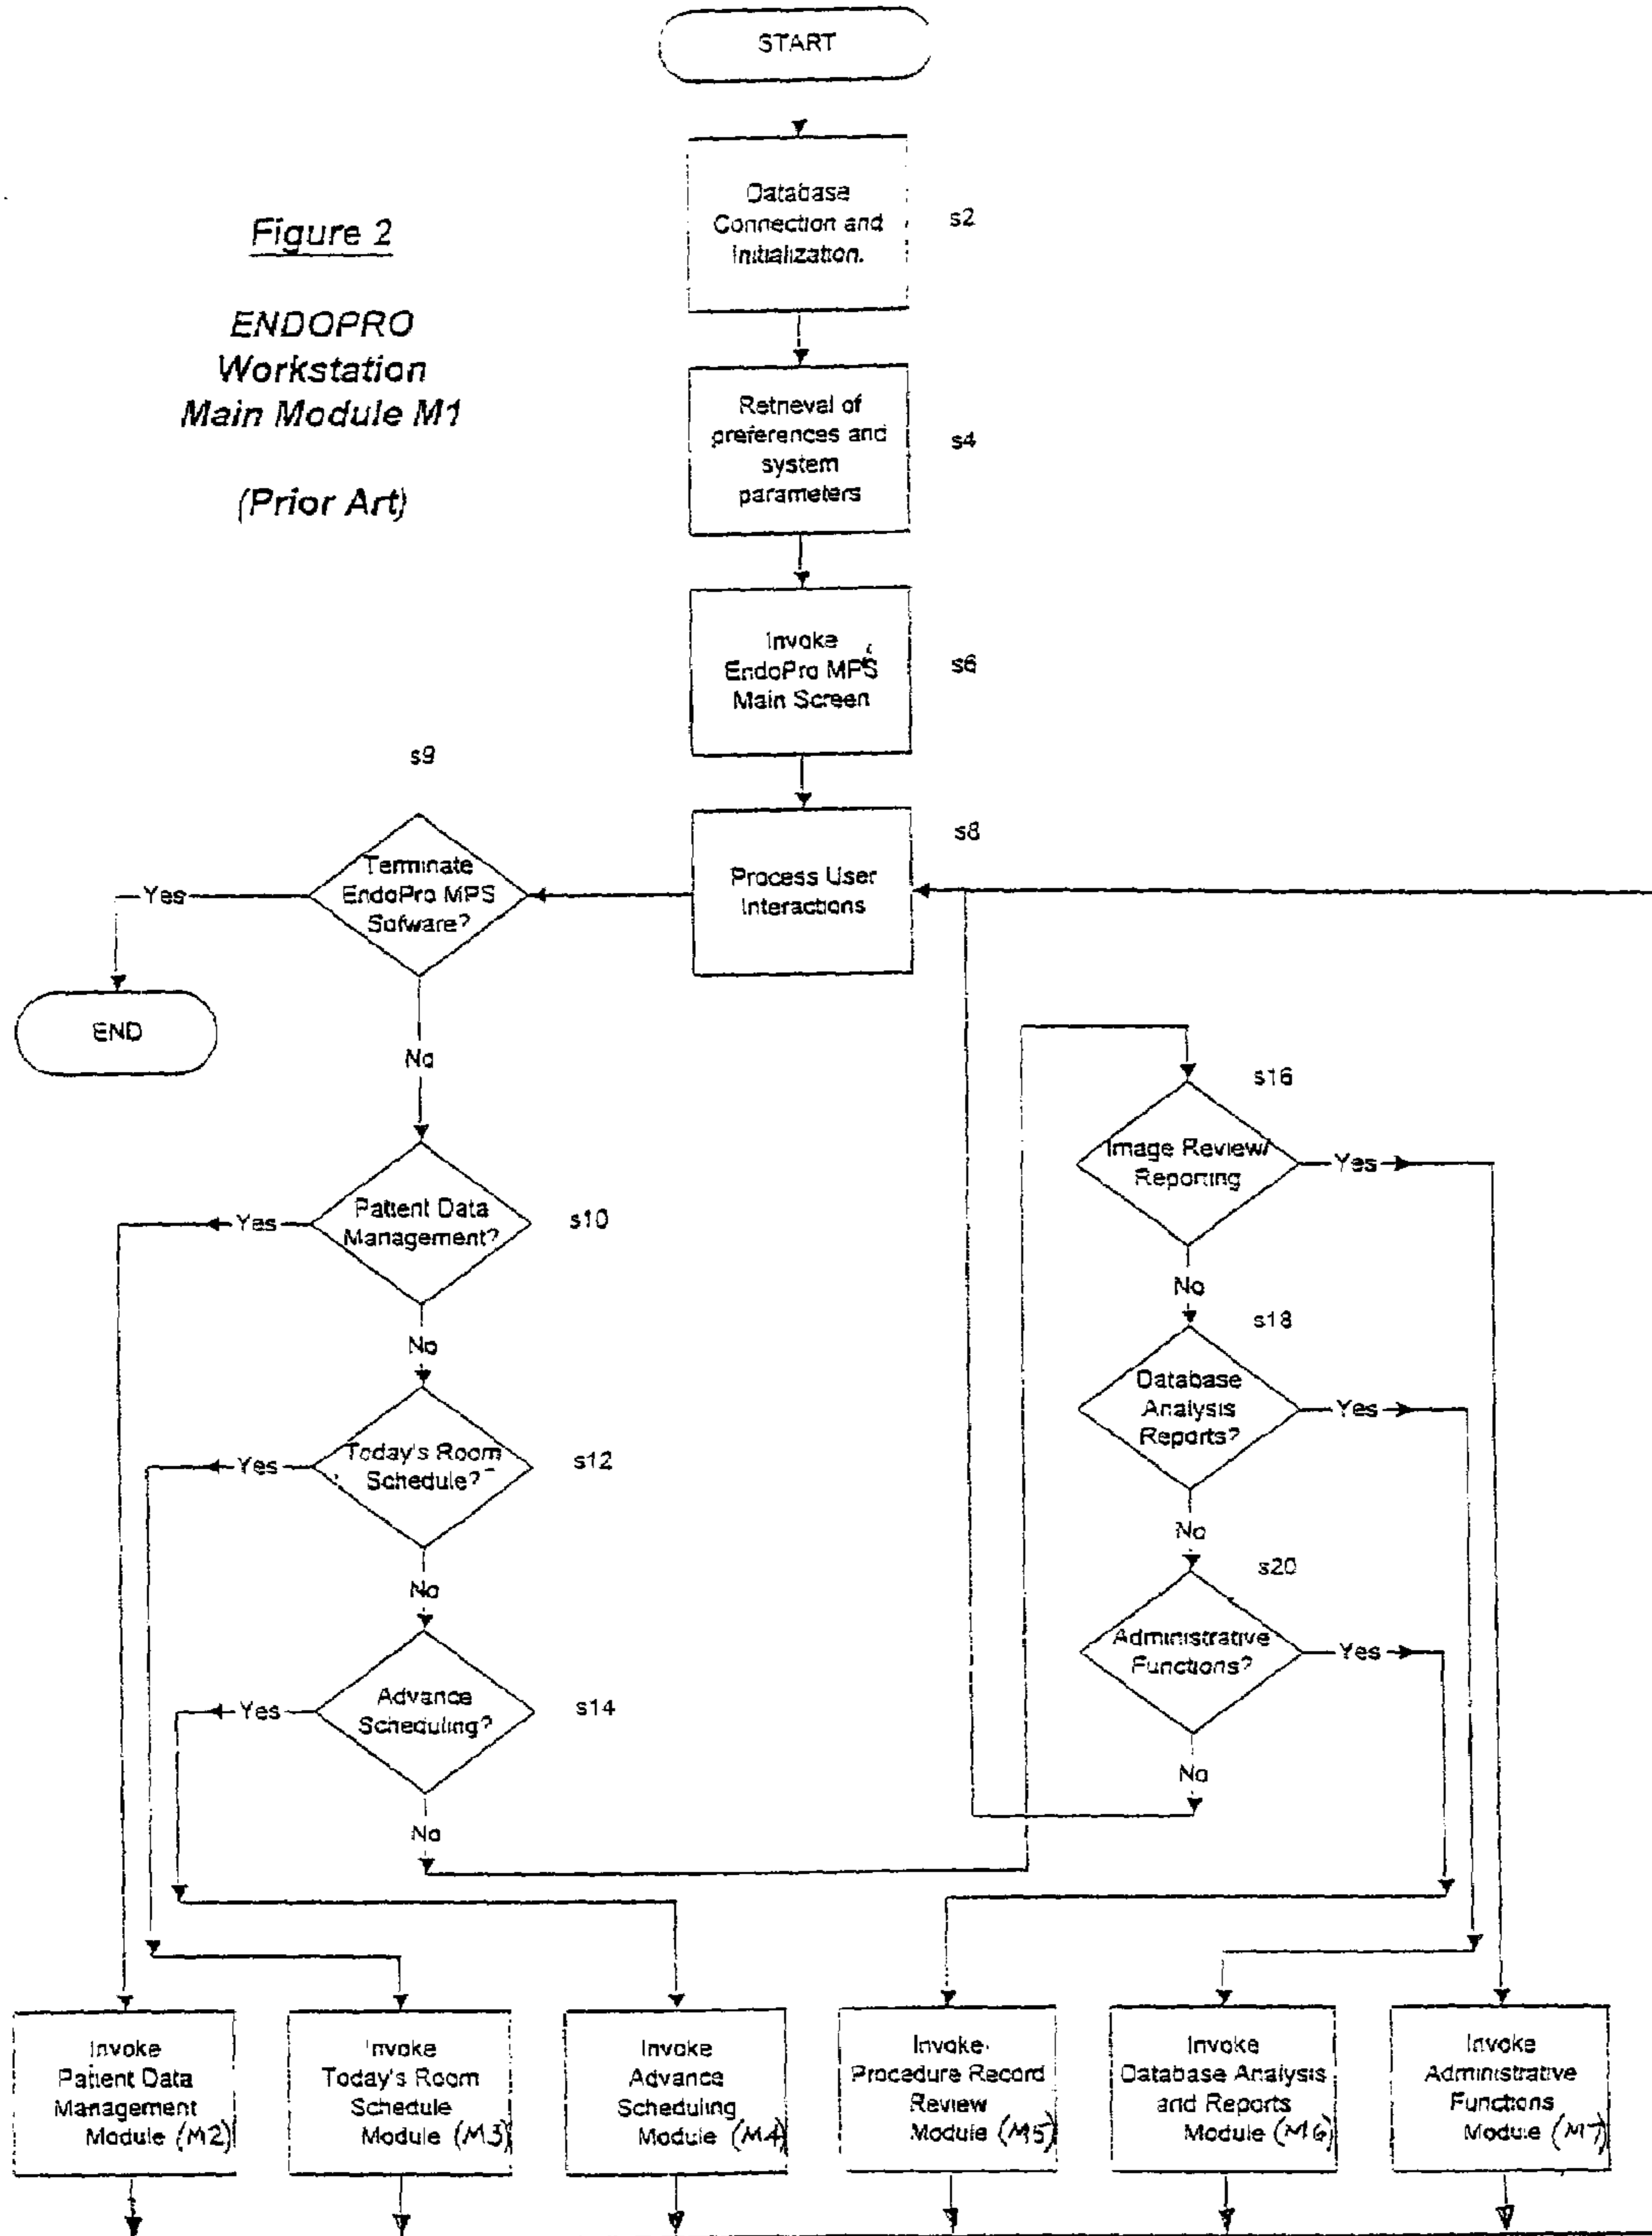 START
Figure 2
ENDOPRO
Workstation
Main Module M1
(Prior Art)
Database
Connection and
Initialization.
s2
Retrieval of
preferences and
system
parameters
s4
Invoke
EndoPro MPS
Main Screen
s6
s9
Terminate
EndoPro MPS
Sofware?
Yes
END
No
Process User
Interactions
s8
Patient Data
Management?
Yes
s10
No
Today's Room
Schedule?
Yes
s12
No
Advance
Scheduling?
Yes
s14
No
s16
Image Review/
Reporting
Yes
No
s18
Database
Analysis
Reports?
Yes
No
s20
Administrative
Functions?
Yes
No
Invoke
Patient Data
Management
Module (M2)
Invoke
Today's Room
Schedule
Module (M3)
Invoke
Advance
Scheduling
Module (M4)
Invoke
Procedure Record
Review
Module (M5)
Invoke
Database Analysis
and Reports
Module (M6)
Invoke
Administrative
Functions
Module (M7)